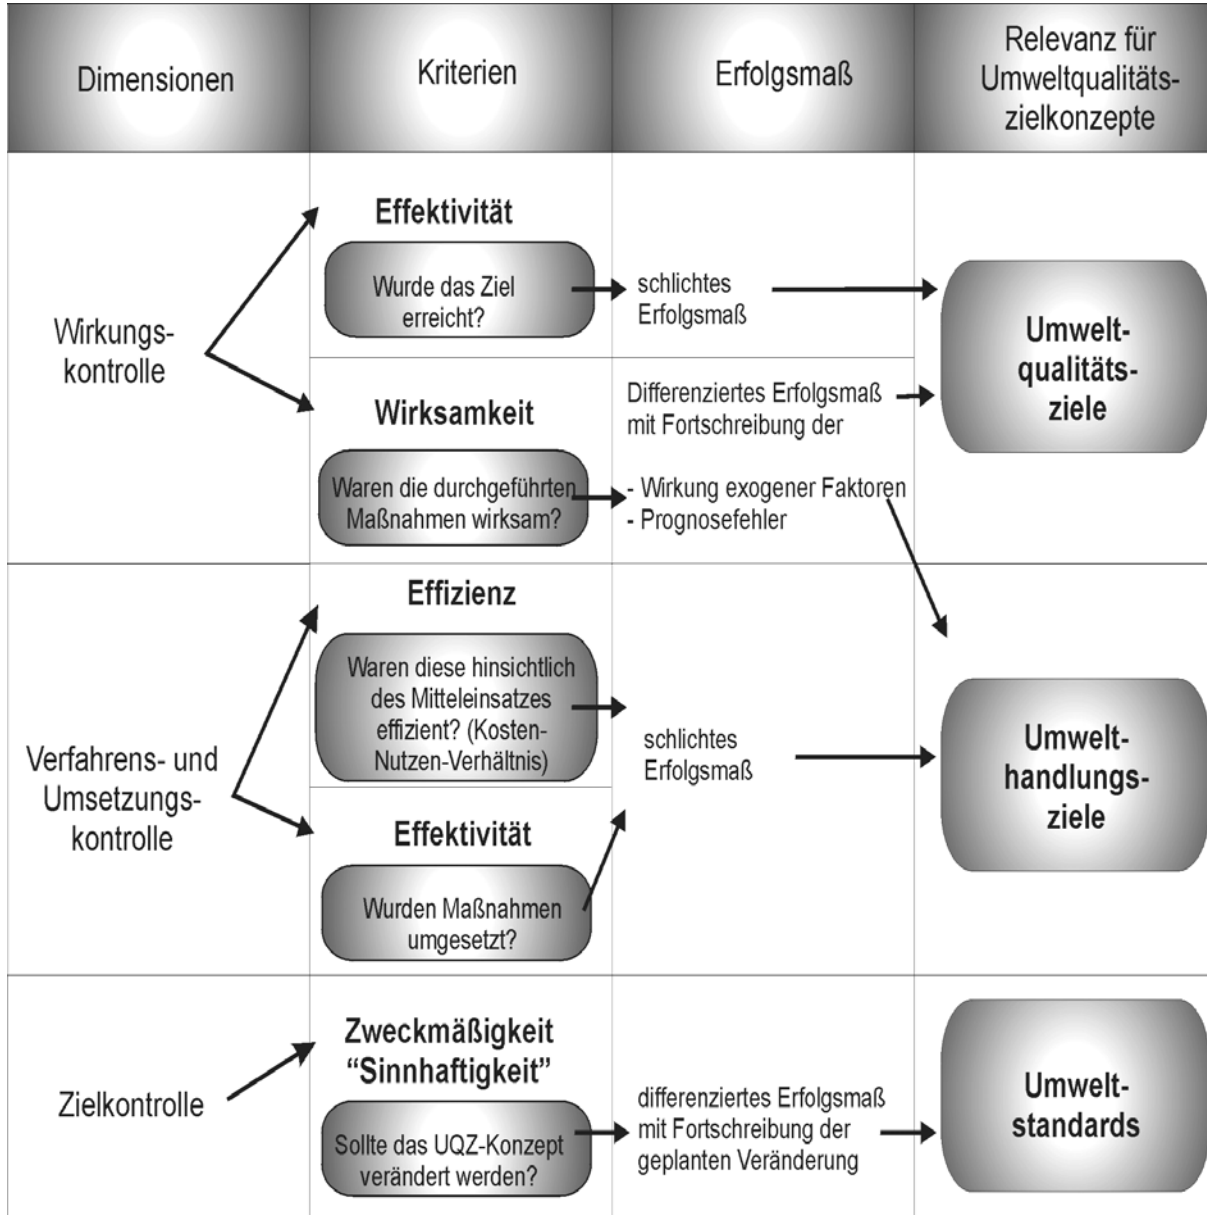 Dimensionen
Kriterien
Erfolgsmaß
Relevanz für
Umweltqualitäts-
zielkonzepte
Wirkungs-
kontrolle
Effektivität
Wurde das Ziel
erreicht?
schlichtes
Erfolgsmaß
Umwelt-
qualitäts-
ziele
Wirksamkeit
Waren die durchgeführten
Maßnahmen wirksam?
Differenziertes Erfolgsmaß
mit Fortschreibung der
- Wirkung exogener Faktoren
- Prognosefehler
Verfahrens- und
Umsetzungs-
kontrolle
Effizienz
Waren diese hinsichtlich
des Mitteleinsatzes
effizient? (Kosten-
Nutzen-Verhältnis)
schlichtes
Erfolgsmaß
Umwelt-
handlungs-
ziele
Effektivität
Wurden Maßnahmen
umgesetzt?
Zielkontrolle
Zweckmäßigkeit
“Sinnhaftigkeit”
Sollte das UQZ-Konzept
verändert werden?
differenziertes Erfolgsmaß
mit Fortschreibung der
geplanten Veränderung
Umwelt-
standards